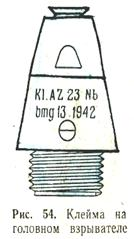 Kl. AZ 23 Nb
bmg 13. 1942
Рис. 54. Клейма на
головном взрывателе